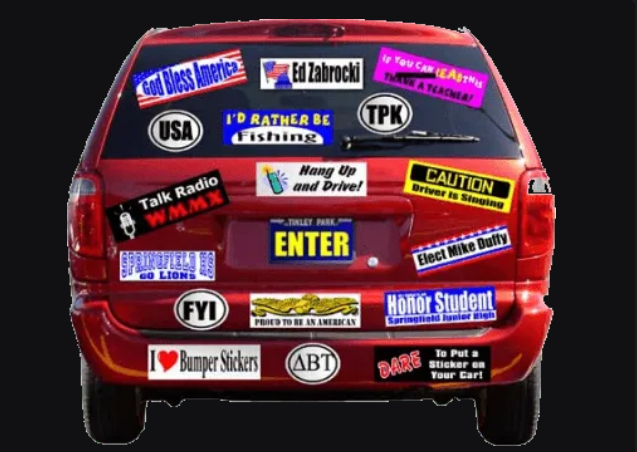 God Bless America
Ed Zabrocki
IF YOU CAN READ THIS
THANK A TEACHER!
USA
I'D RATHER BE
Fishing
TPK
Talk Radio
WMMX
Hang Up
and Drive!
CAUTION
Driver is Singing
TINLEY PARK
ENTER
Elect Mike Duffy
SPRINGFIELD HS
GO LIONS
FYI
PROUD TO BE AN AMERICAN
Honor Student
Springfield Junior High
I ❤ Bumper Stickers
ΔBT
DARE
To Put a
Sticker on
Your Car!